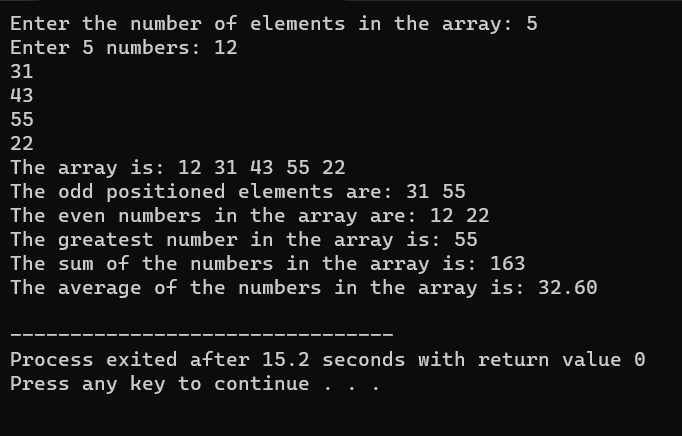 Enter the number of elements in the array: 5
Enter 5 numbers: 12
31
43
55
22
The array is: 12 31 43 55 22
The odd positioned elements are: 31 55
The even numbers in the array are: 12 22
The greatest number in the array is: 55
The sum of the numbers in the array is: 163
The average of the numbers in the array is: 32.60
--------------------------------
Process exited after 15.2 seconds with return value 0
Press any key to continue . . .